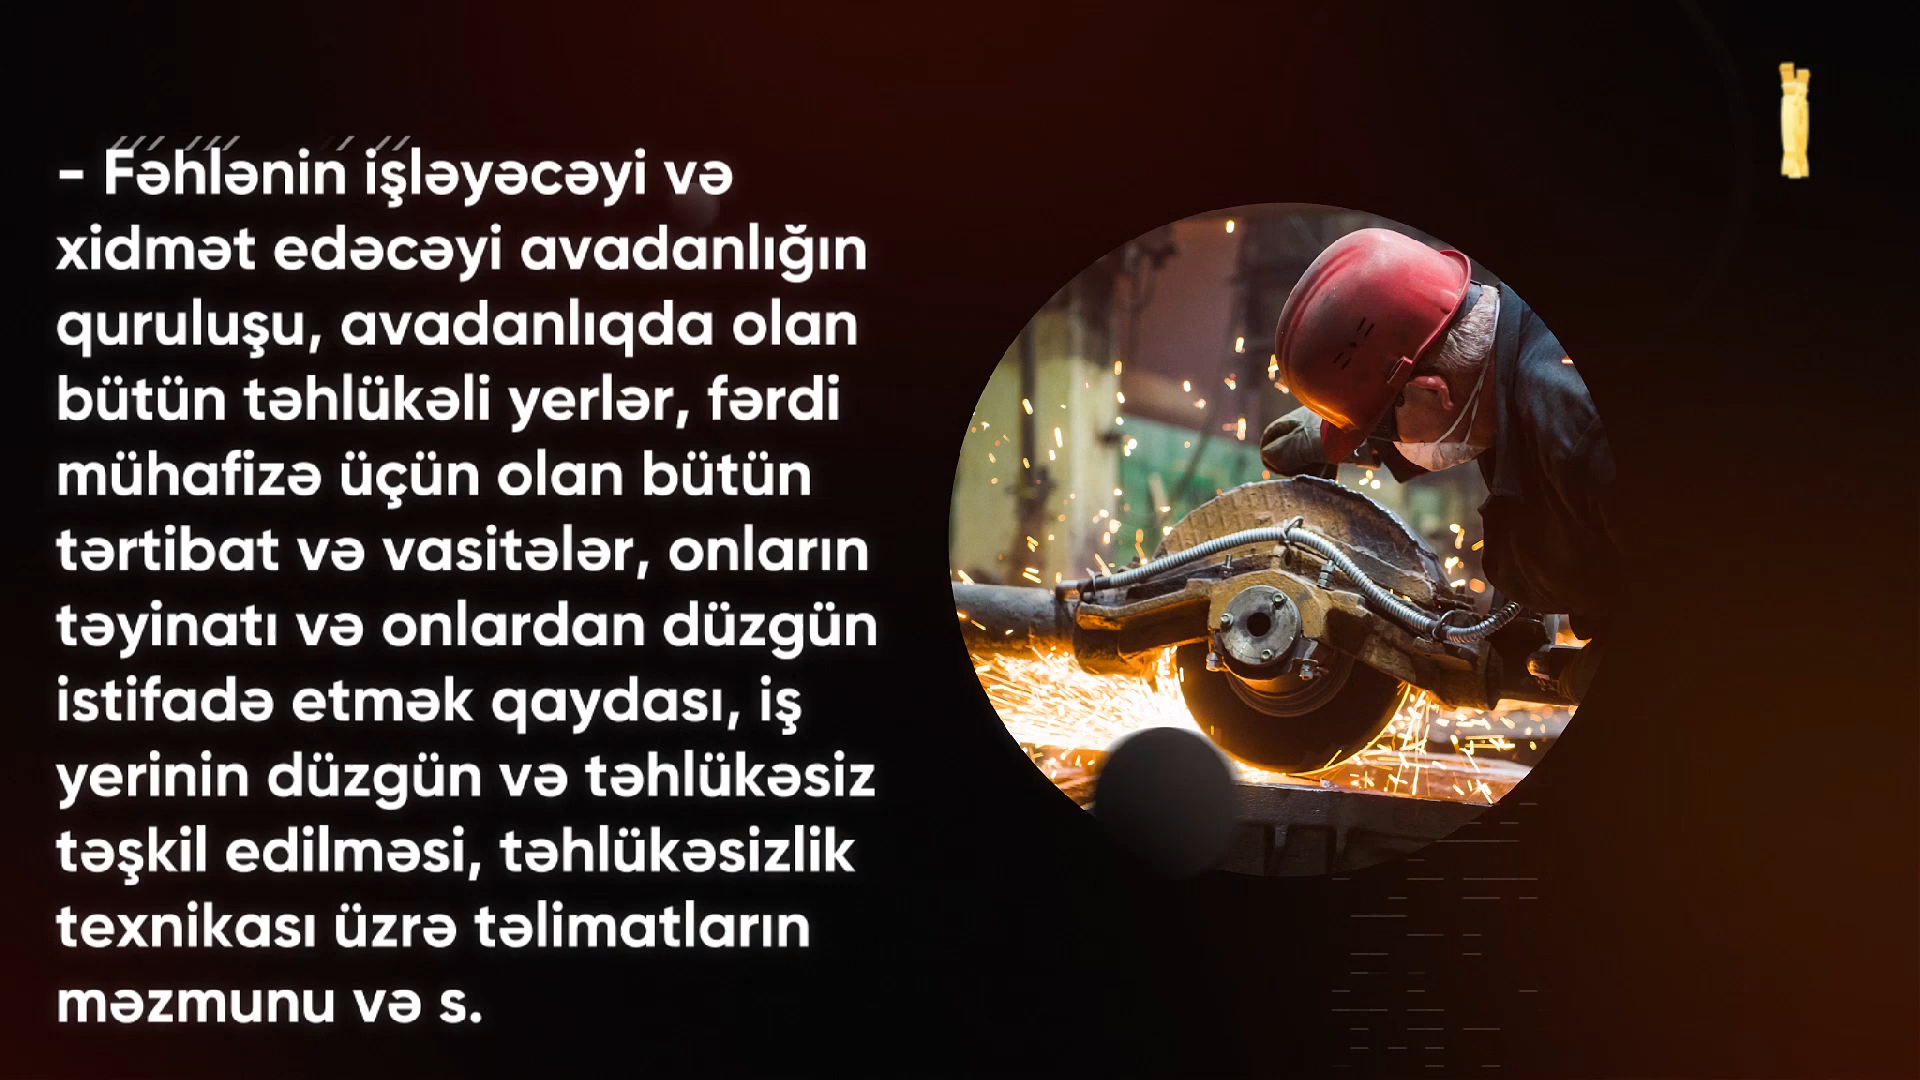 - Fəhlənin işləyəcəyi və
xidmət edəcəyi avadanlığın
quruluşu, avadanlıqda olan
bütün təhlükəli yerlər, fərdi
mühafizə üçün olan bütün
tərtibat və vasitələr, onların
təyinatı və onlardan düzgün
istifadə etmək qaydası, iş
yerinin düzgün və təhlükəsiz
təşkil edilməsi, təhlükəsizlik
texnikası üzrə təlimatların
məzmunu və s.